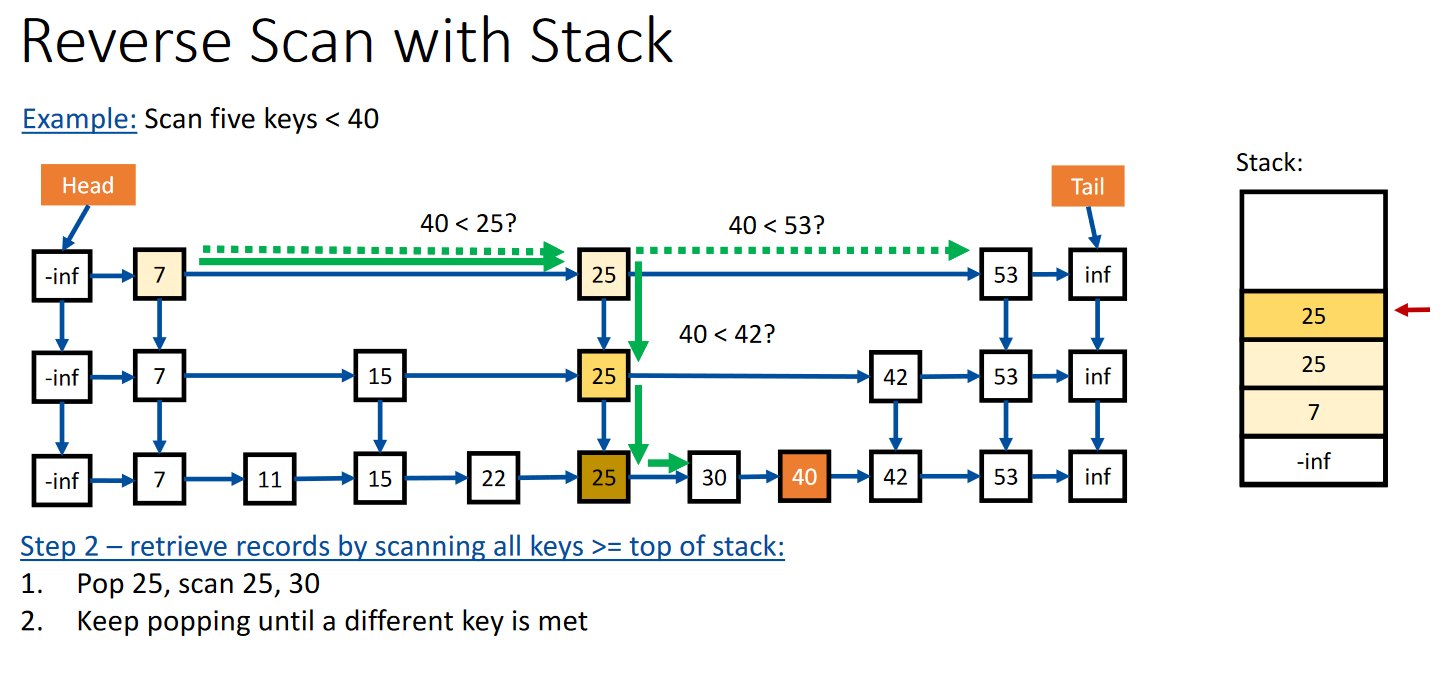 Reverse Scan with Stack
Example: Scan five keys < 40
Stack:
Head
Tail
40 < 25?
40 < 53?
-inf
7
25
53
inf
40 < 42?
-inf
7
15
25
42
53
inf
-inf
7
11
15
22
25
30
40
42
53
inf
25
25
7
-inf
Step 2 – retrieve records by scanning all keys >= top of stack:
1. Pop 25, scan 25, 30
2. Keep popping until a different key is met